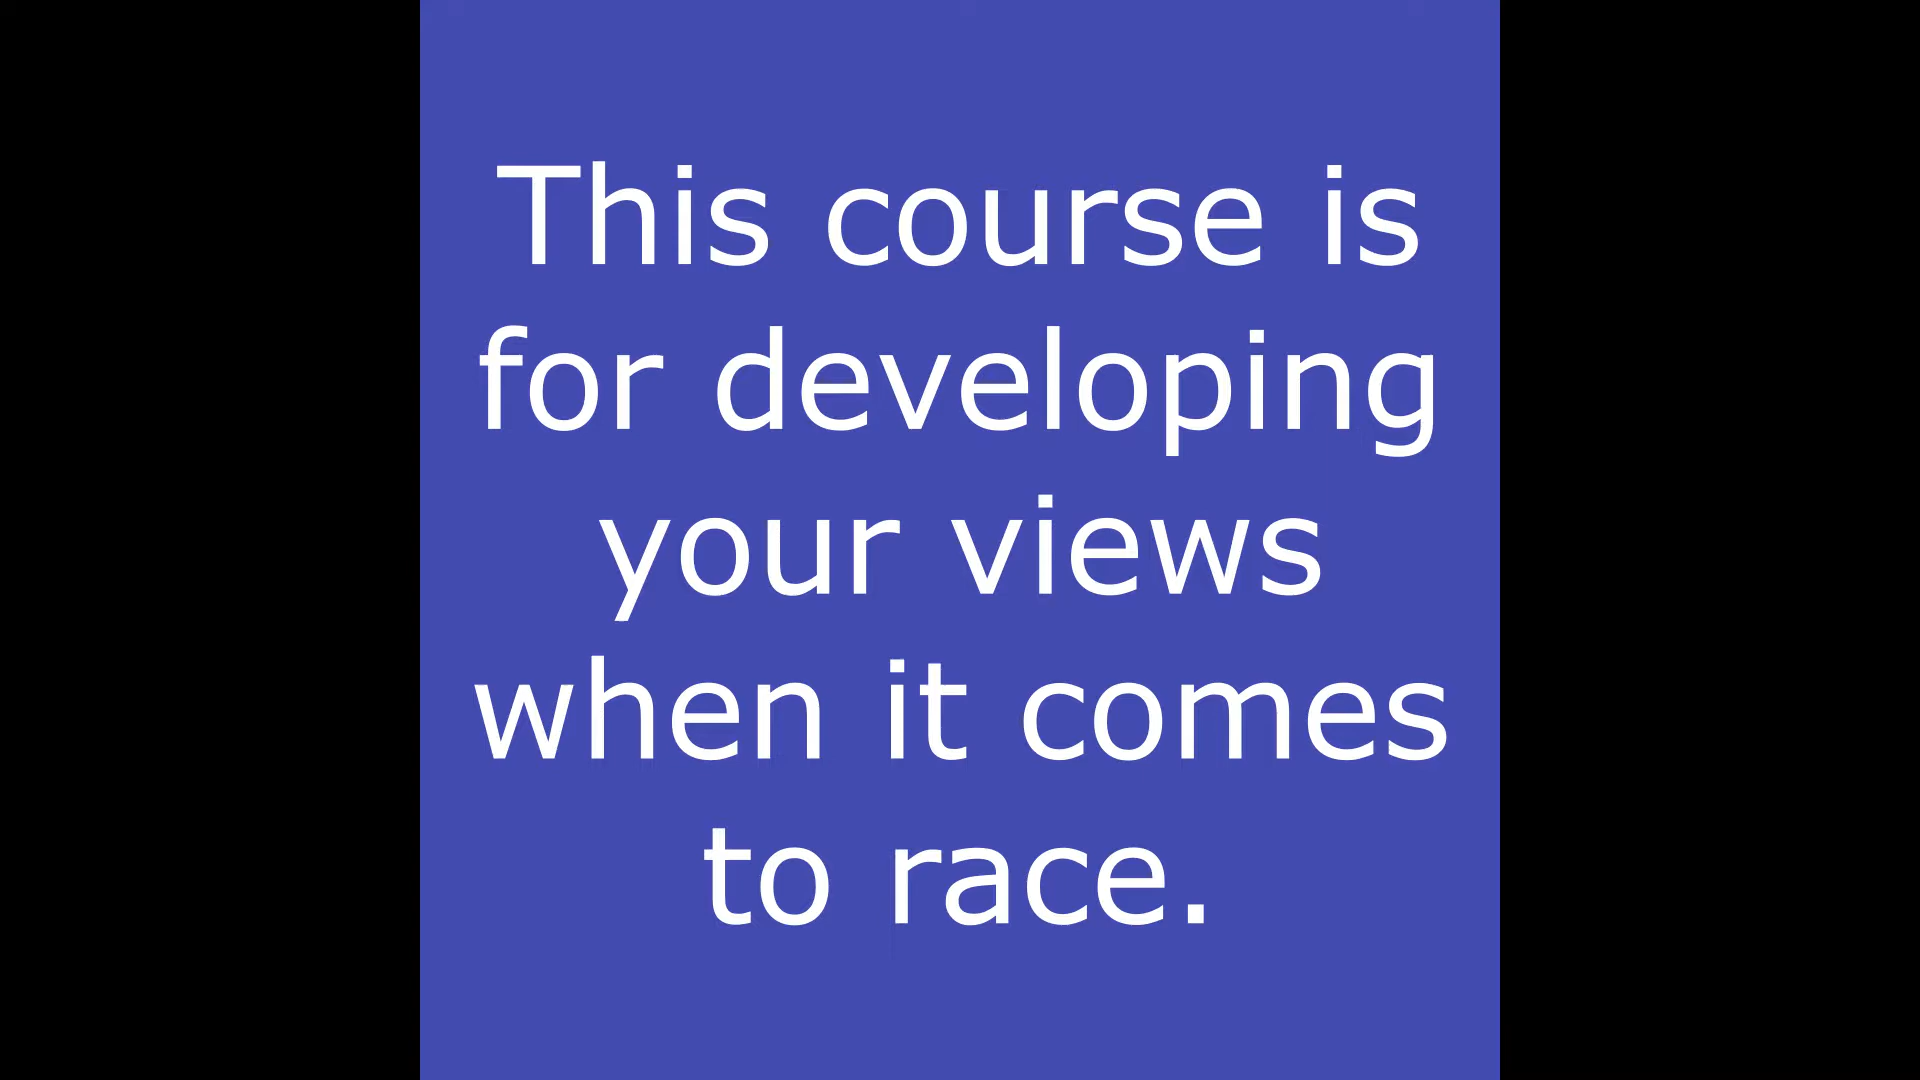 This course is
for developing
your views
when it comes
to race.